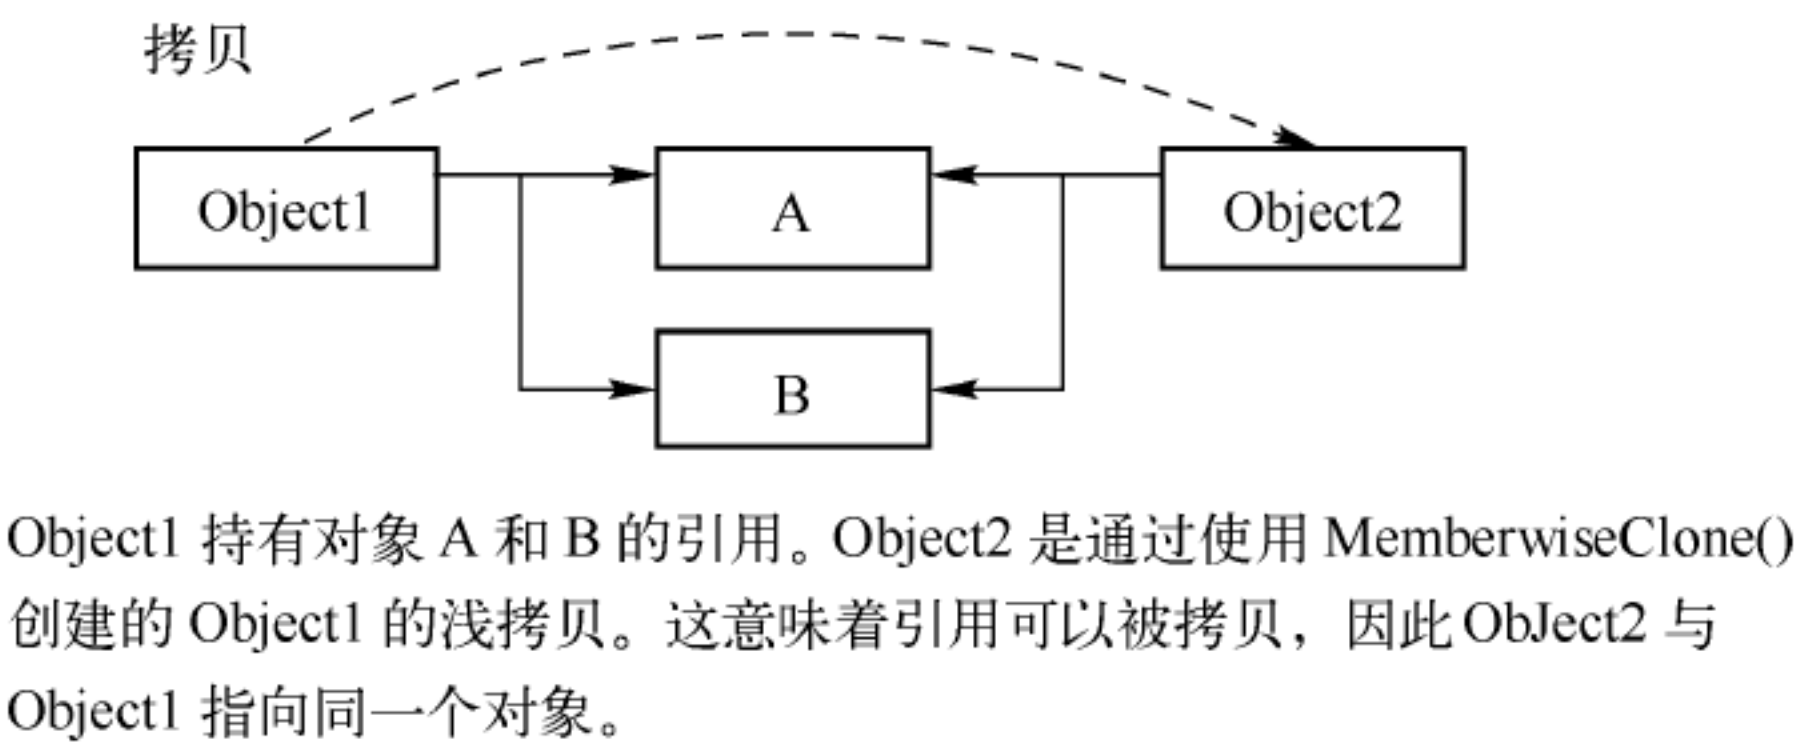 拷贝
Object1
A
Object2
B
Object1 持有对象 A 和 B 的引用。Object2 是通过使用 MemberwiseClone()
创建的 Object1 的浅拷贝。这意味着引用可以被拷贝，因此 ObJect2 与
Object1 指向同一个对象。